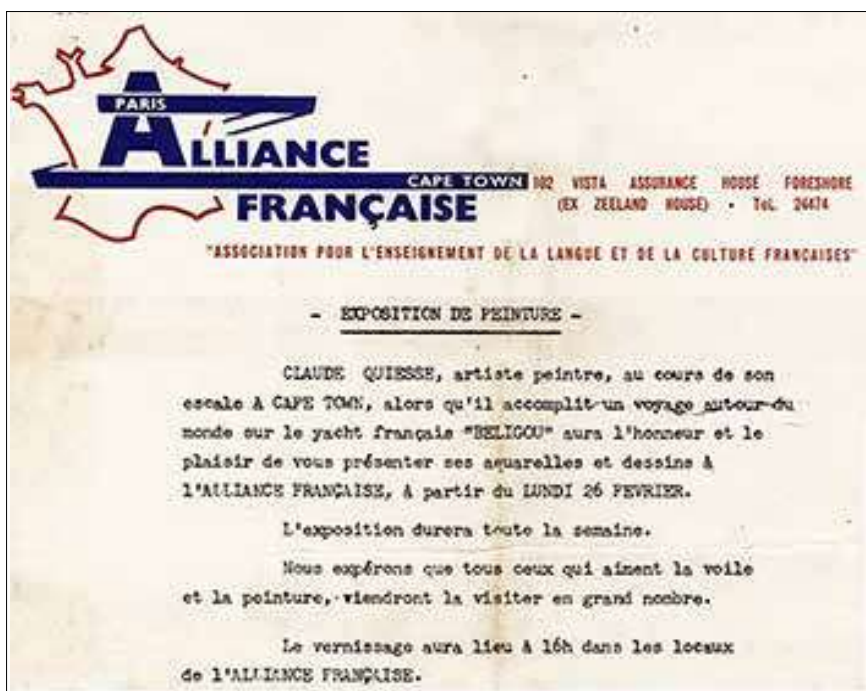 PARIS
ALLIANCE
CAPE TOWN
FRANÇAISE
102 VISTA ASSURANCE HOUSE FORESHORE
(EX ZEELAND HOUSE) • TeL. 24474
"ASSOCIATION POUR L'ENSEIGNEMENT DE LA LANGUE ET DE LA CULTURE FRANCAISES"
- EXPOSITION DE PEINTURE -
CLAUDE QUIESSE, artiste peintre, au cours de son
escale A CAPE TOWN, alors qu'il accomplit un voyage autour du
monde sur le yacht français "BELIGOU" aura l'honneur et le
plaisir de vous présenter ses aquarelles et dessins à
l'ALLIANCE FRANÇAISE, à partir du LUNDI 26 FEVRIER.
L'exposition durera toute la semaine.
Nous expérons que tous ceux qui aiment la voile
et la peinture, viendront la visiter en grand nombre.
Le vernissage aura lieu à 16h dans les locaux
de l'ALLIANCE FRANÇAISE.